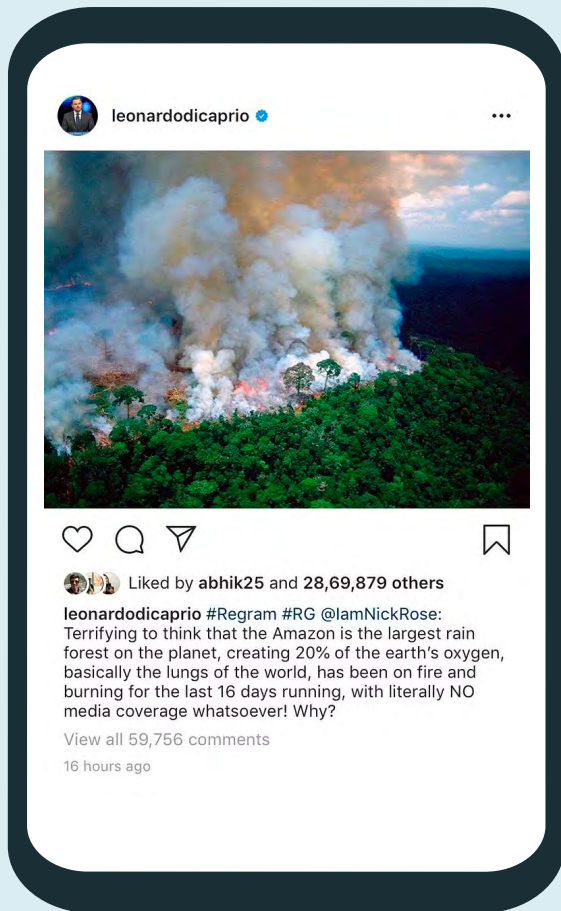 leonardodicaprio
Liked by abhik25 and 28,69,879 others
leonardodicaprio #Regram #RG @IamNickRose:
Terrifying to think that the Amazon is the largest rain
forest on the planet, creating 20% of the earth's oxygen,
basically the lungs of the world, has been on fire and
burning for the last 16 days running, with literally NO
media coverage whatsoever! Why?
View all 59,756 comments
16 hours ago